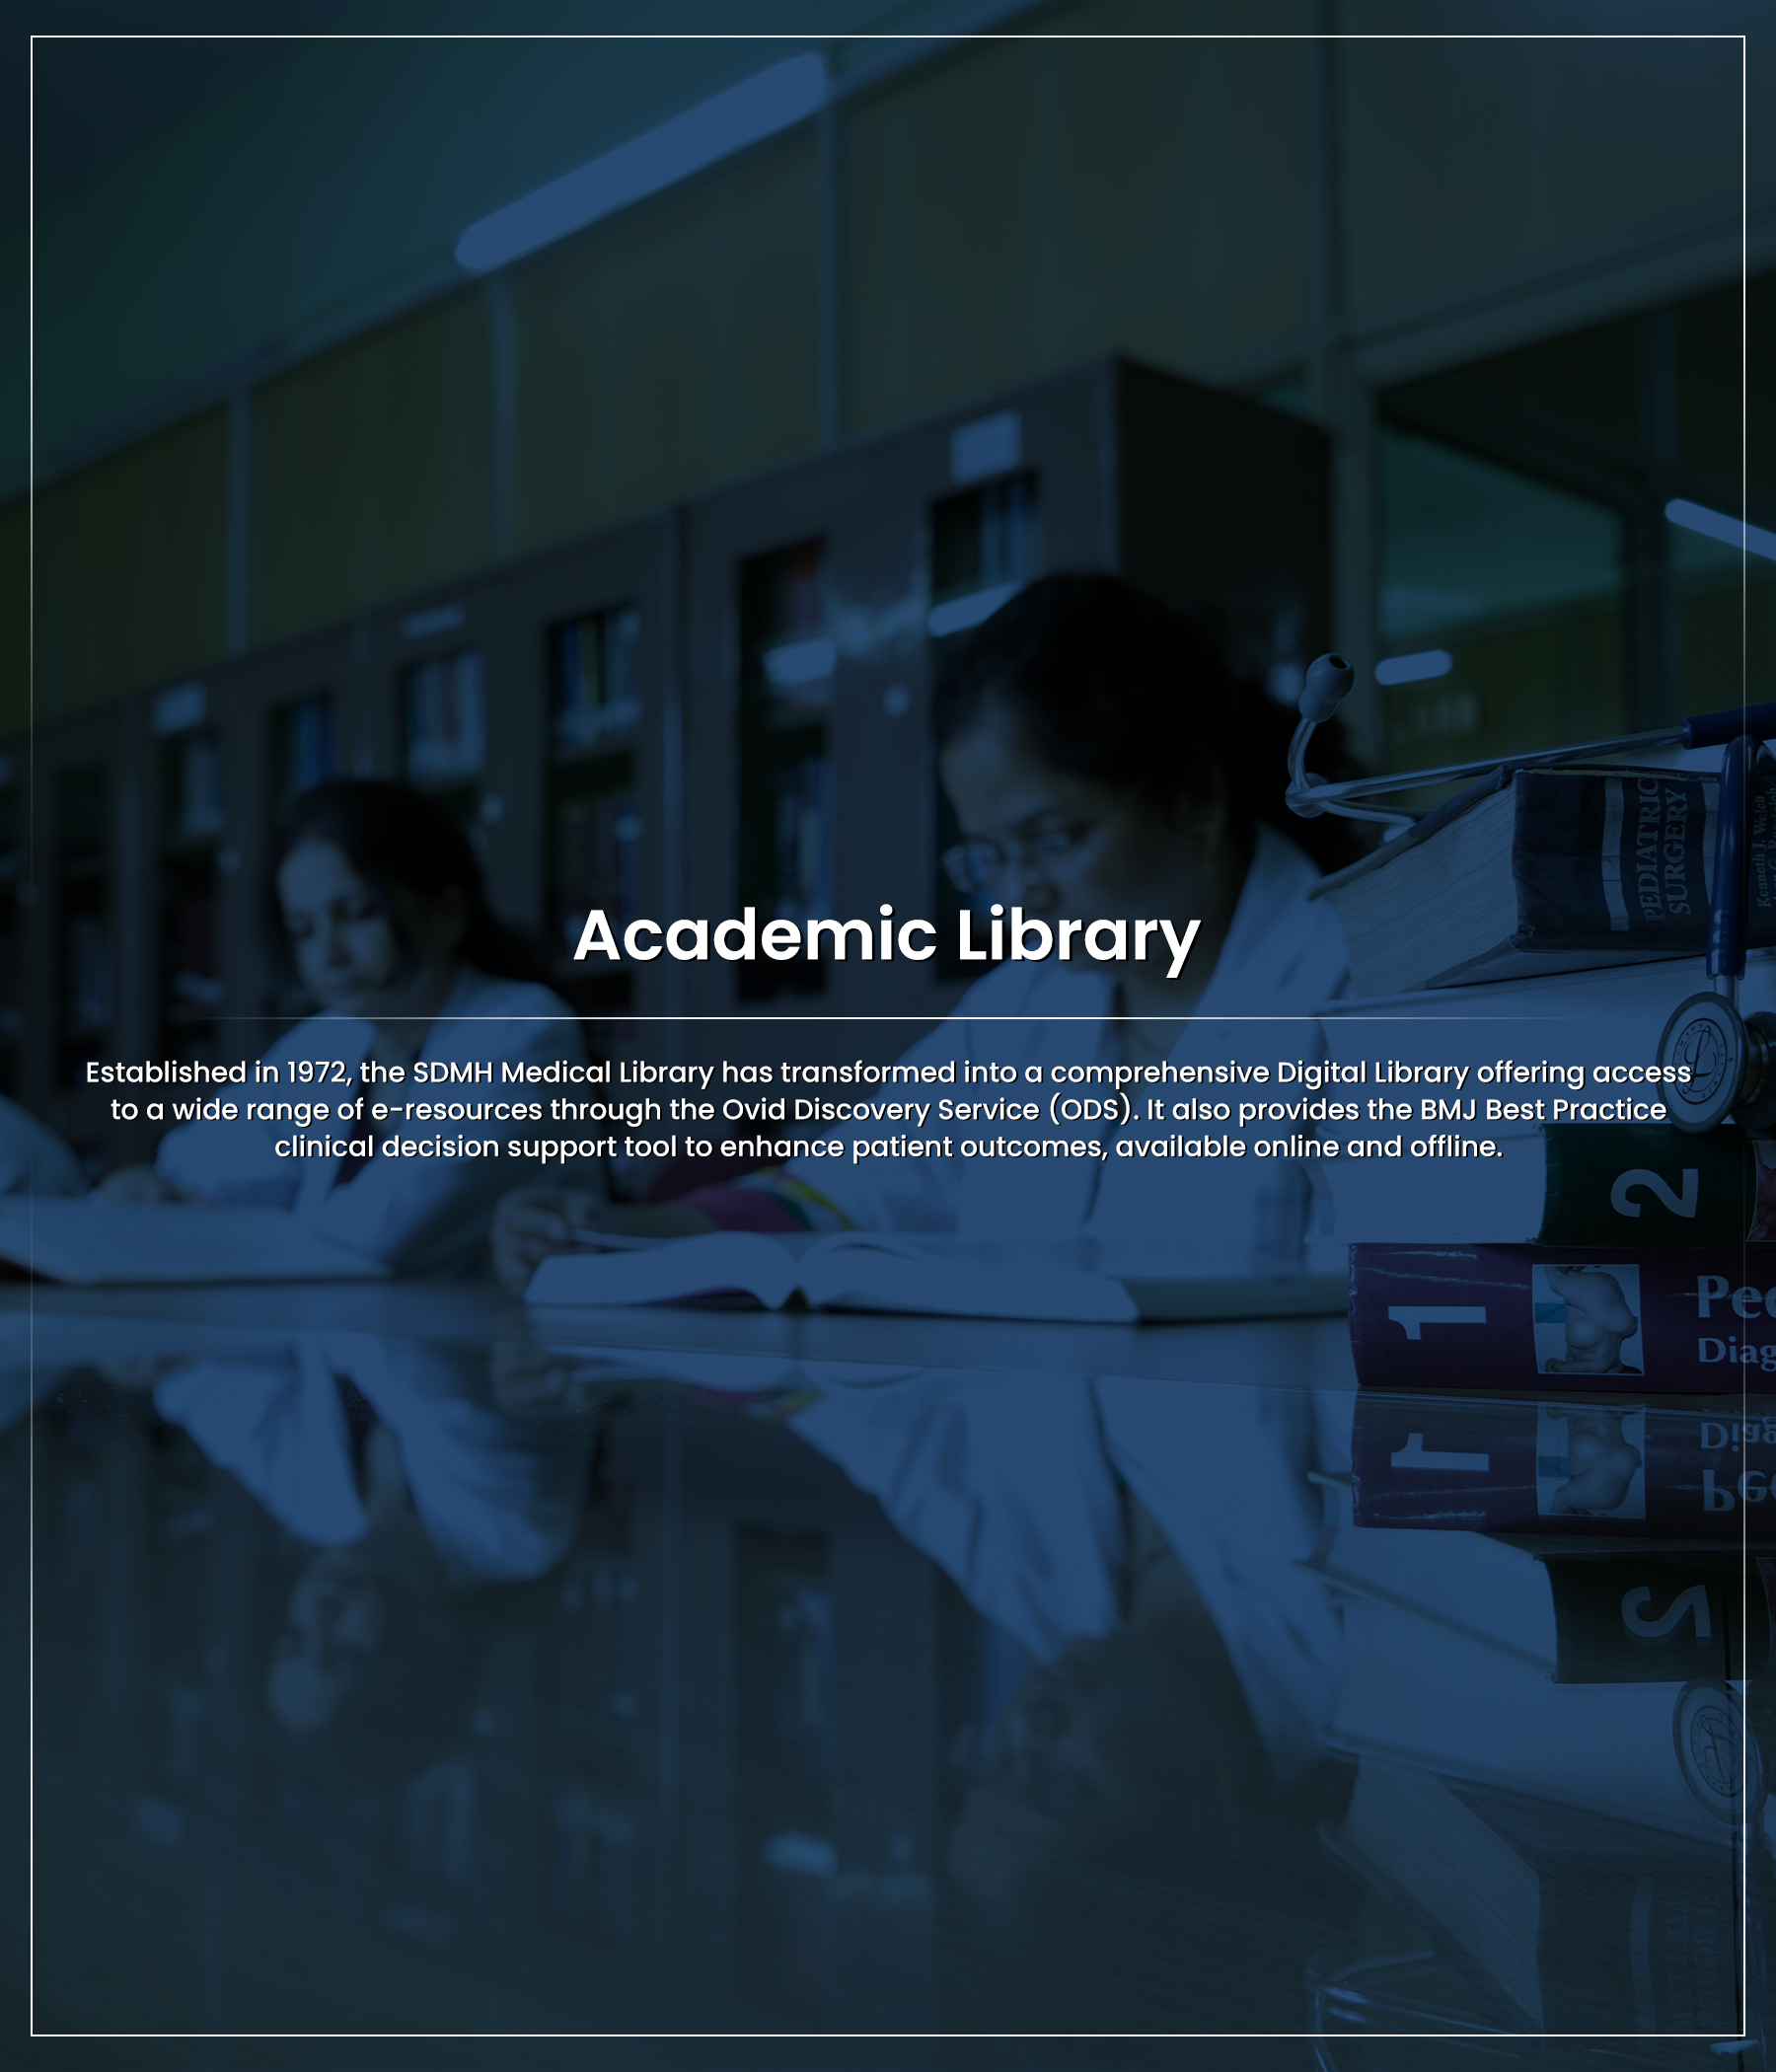 PEDIATRIC
SURGERY
Kenneth J. Welch
Academic Library
Established in 1972, the SDMH Medical Library has transformed into a comprehensive Digital Library offering access
to a wide range of e-resources through the Ovid Discovery Service (ODS). It also provides the BMJ Best Practice
clinical decision support tool to enhance patient outcomes, available online and offline.
2
1